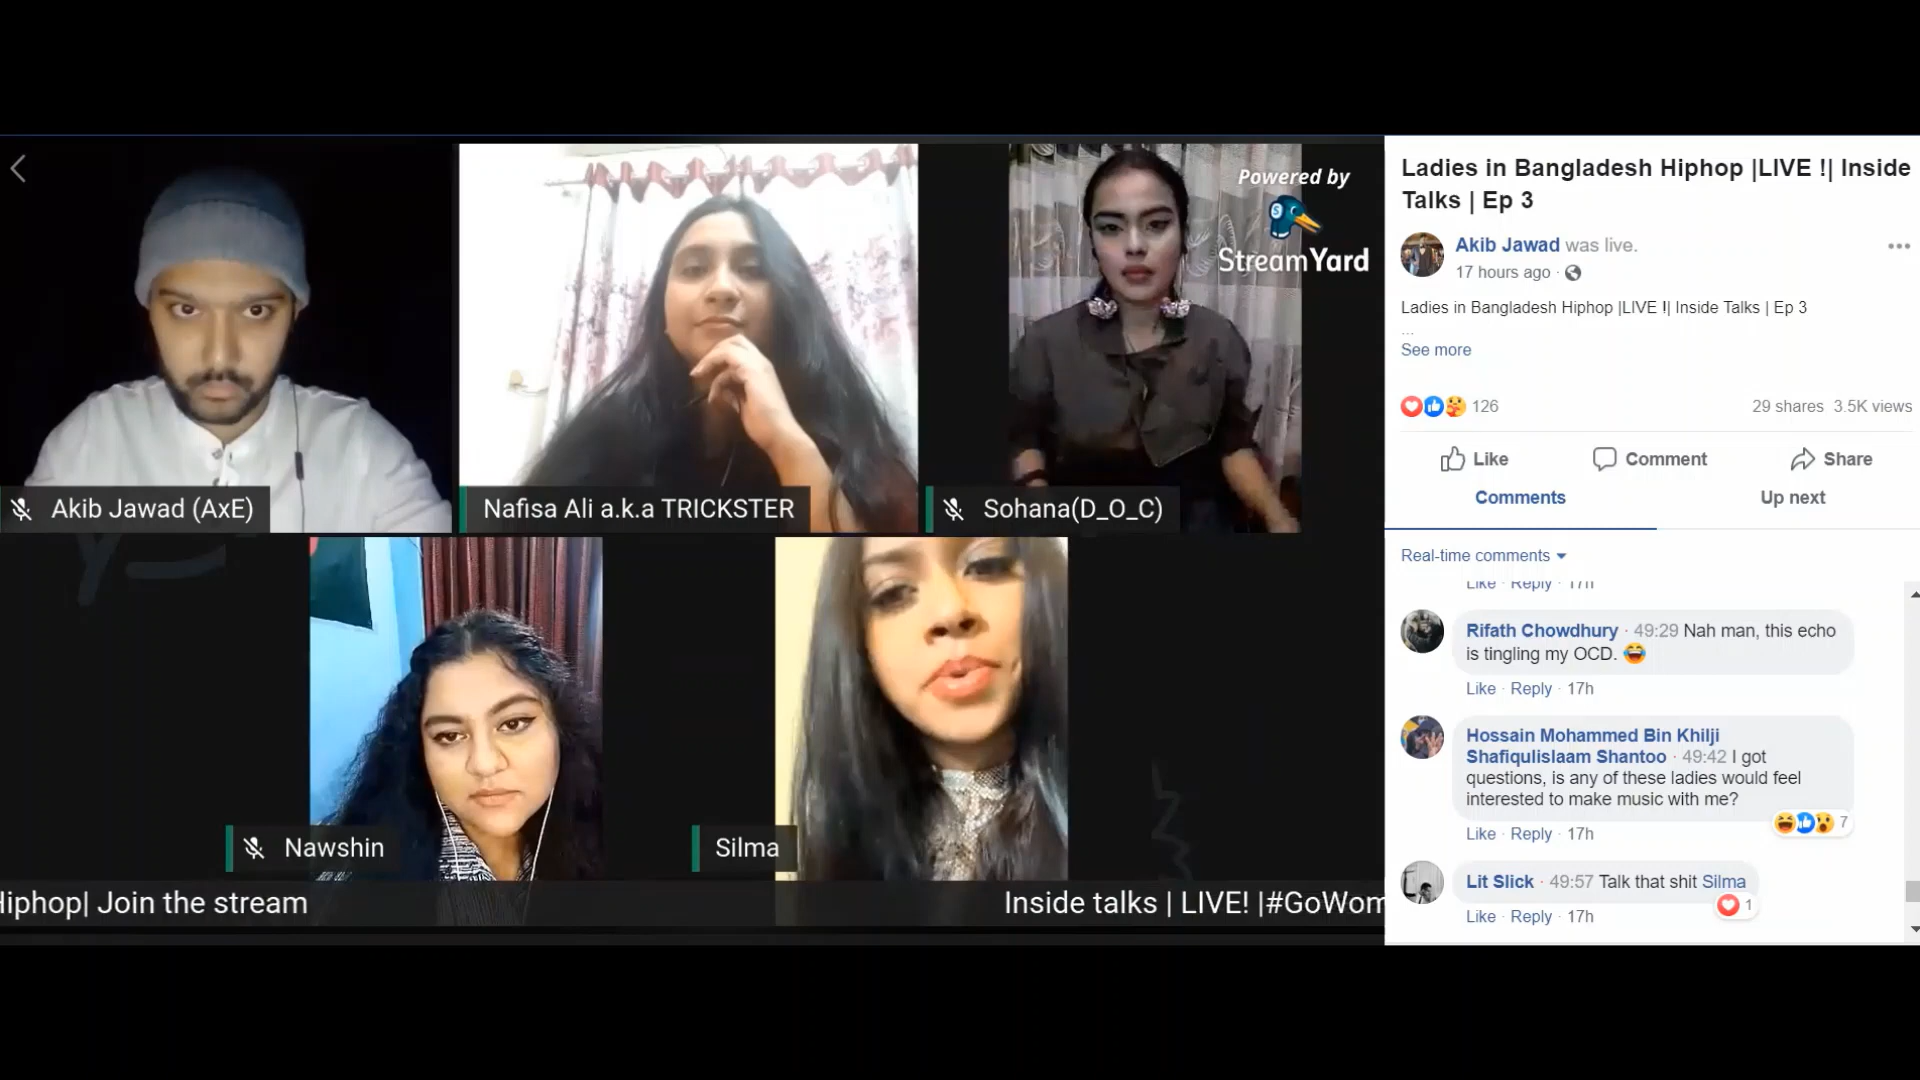 Powered by
StreamYard
Akib Jawad (AxE)
Nafisa Ali a.k.a TRICKSTER
Sohana(D_O_C)
Nawshin
Silma
Hiphop| Join the stream
Inside talks | LIVE! |#GoWom
Ladies in Bangladesh Hiphop |LIVE !| Inside
Talks | Ep 3
Akib Jawad was live.
17 hours ago ·
Ladies in Bangladesh Hiphop |LIVE !| Inside Talks | Ep 3
...
See more
126
29 shares 3.5K views
Like Comment Share
Comments Up next
Real-time comments
Like · Reply · 17h
Rifath Chowdhury · 49:29 Nah man, this echo
is tingling my OCD. 😂
Like · Reply · 17h
Hossain Mohammed Bin Khilji
Shafiqulislaam Shantoo · 49:42 I got
questions, is any of these ladies would feel
interested to make music with me?
7
Like · Reply · 17h
Lit Slick · 49:57 Talk that shit Silma
1
Like · Reply · 17h